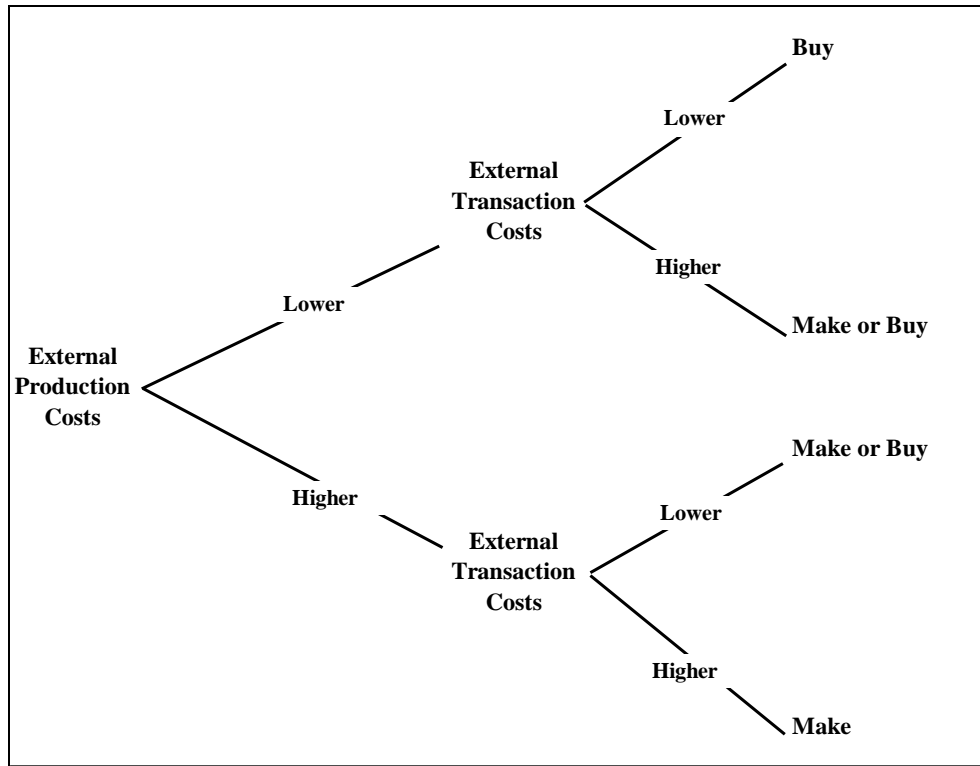 Buy
Lower
External
Transaction
Costs
Higher
Make or Buy
Lower
External
Production
Costs
Higher
Make or Buy
Lower
External
Transaction
Costs
Higher
Make